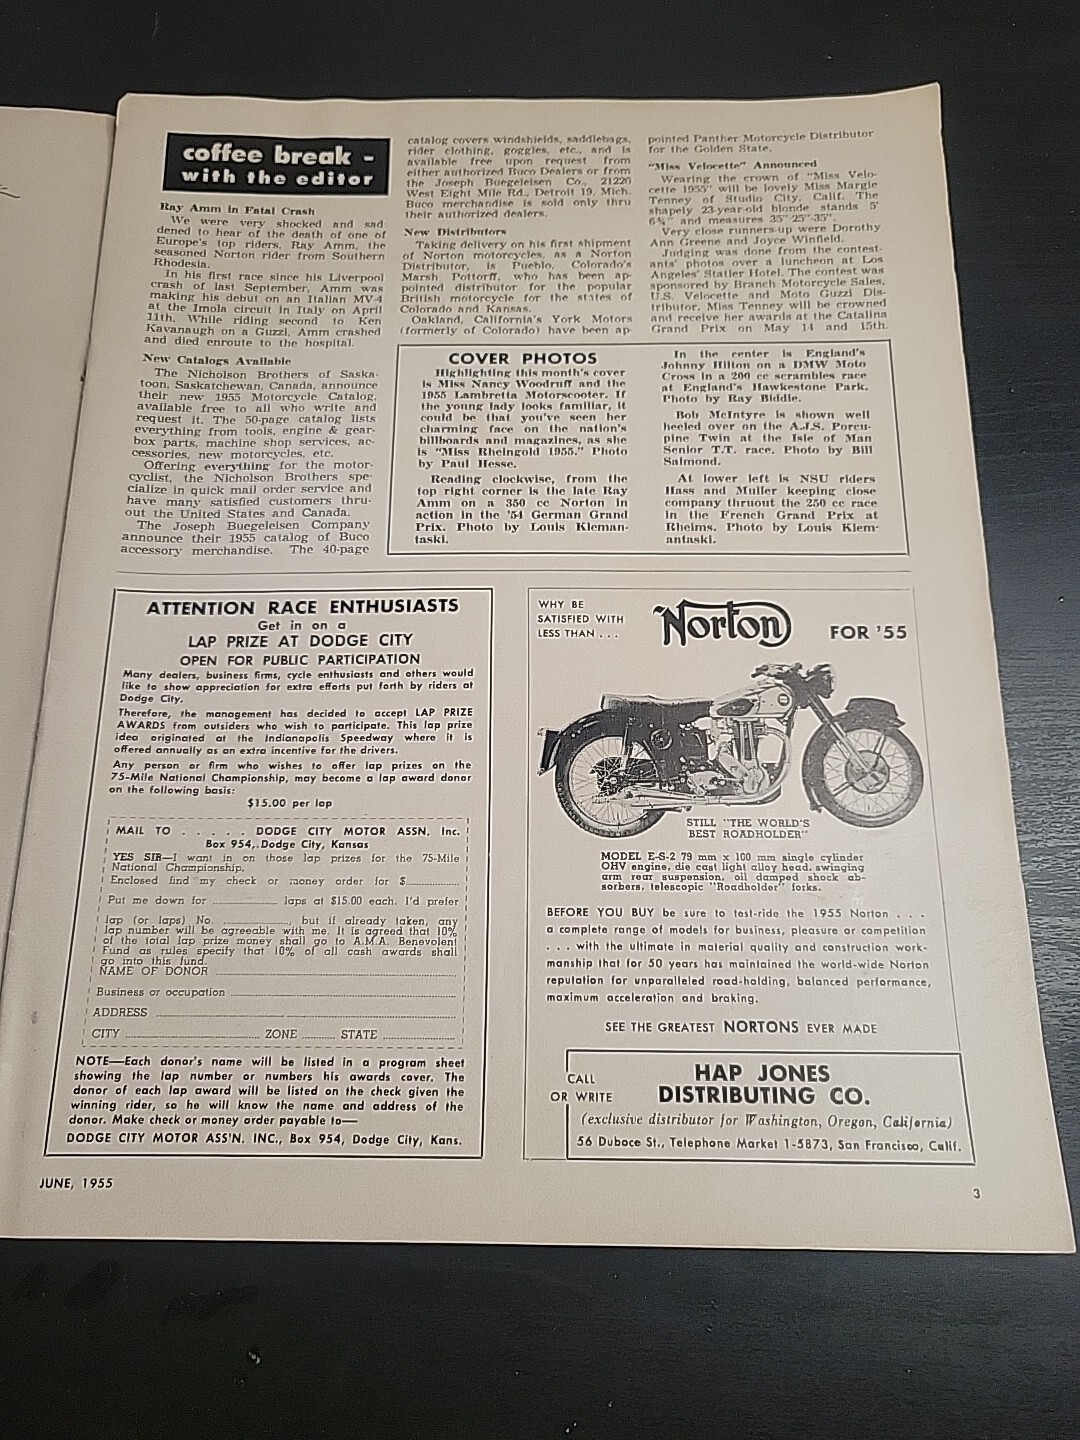 coffee break -
with the editor
Ray Amm in Fatal Crash
We were very shocked and sad-
dened to hear of the death of one of
Europe's top riders, Ray Amm, the
seasoned Norton rider from Southern
Rhodesia.
In his first race since his Liverpool
crash of last September, Amm was
making his debut on an Italian MV-4
at the Imola circuit in Italy on April
11th. While riding second to Ken
Kavanaugh on a Guzzi, Amm crashed
and died enroute to the hospital.
New Catalogs Available
The Nicholson Brothers of Saska-
toon, Saskatchewan, Canada, announce
their new 1955 Motorcycle Catalog,
available free to all who write and
request it. The 50-page catalog lists
everything from tools, engine & gear-
box parts, machine shop services, ac-
cessories, new motorcycles, etc.
Offering everything for the motor-
cyclist, the Nicholson Brothers spe-
cialize in quick mail order service and
have many satisfied customers thru-
out the United States and Canada.
The Joseph Buegeleisen Company
announce their 1955 catalog of Buco
accessory merchandise. The 40-page
catalog covers windshields, saddlebags,
rider clothing, goggles, etc., and is
available free upon request from
either authorized Buco Dealers or from
the Joseph Buegeleisen Co., 21220
West Eight Mile Rd., Detroit 19, Mich.
Buco merchandise is sold only thru
their authorized dealers.
New Distributors
Taking delivery on his first shipment
of Norton motorcycles, as a Norton
Distributor, is Pueblo, Colorado's
Marsh Pottorff, who has been ap-
pointed distributor for the popular
British motorcycle for the states of
Colorado and Kansas.
Oakland, California's York Motors
(formerly of Colorado) have been ap-
pointed Panther Motorcycle Distributor
for the Golden State.
"Miss Velocette" Announced
Wearing the crown of "Miss Velo-
cette 1955" will be lovely Miss Margie
Tenney of Studio City, Calif. The
shapely 23-year-old blonde stands 5'
6¾" and measures 35"-25"-35".
Very close runners-up were Dorothy
Ann Greene and Joyce Winfield.
Judging was done from the contest-
ants' photos over a luncheon at Los
Angeles' Statler Hotel. The contest was
sponsored by Branch Motorcycle Sales,
U.S. Velocette and Moto Guzzi Dis-
tributor. Miss Tenney will be crowned
and receive her awards at the Catalina
Grand Prix on May 14 and 15th.
COVER PHOTOS
Highlighting this month's cover
is Miss Nancy Woodruff and the
1955 Lambretta Motorscooter. If
the young lady looks familiar, it
could be that you've seen her
charming face on the nation's
billboards and magazines, as she
is "Miss Rheingold 1955." Photo
by Paul Hesse.
Reading clockwise, from the
top right corner is the late Ray
Amm on a 350 cc Norton in
action in the '54 German Grand
Prix. Photo by Louis Kleman-
taski.
In the center is England's
Johnny Hilton on a DMW Moto
Cross in a 200 cc scrambles race
at England's Hawkestone Park.
Photo by Ray Biddle.
Bob McIntyre is shown well
heeled over on the A.J.S. Porcu-
pine Twin at the Isle of Man
Senior T.T. race. Photo by Bill
Salmond.
At lower left is NSU riders
Hass and Muller keeping close
company thruout the 250 cc race
in the French Grand Prix at
Rheims. Photo by Louis Klem-
antaski.
ATTENTION RACE ENTHUSIASTS
Get in on a
LAP PRIZE AT DODGE CITY
OPEN FOR PUBLIC PARTICIPATION
Many dealers, business firms, cycle enthusiasts and others would
like to show appreciation for extra efforts put forth by riders at
Dodge City.
Therefore, the management has decided to accept LAP PRIZE
AWARDS from outsiders who wish to participate. This lap prize
idea originated at the Indianapolis Speedway where it is
offered annually as an extra incentive for the drivers.
Any person or firm who wishes to offer lap prizes on the
75-Mile National Championship, may become a lap award donor
on the following basis:
$15.00 per lap
MAIL TO . . . . . DODGE CITY MOTOR ASSN. Inc.
Box 954, Dodge City, Kansas
YES SIR—I want in on those lap prizes for the 75-Mile
National Championship.
Enclosed find my check or money order for $..............
Put me down for .............. laps at $15.00 each. I'd prefer
lap (or laps) No. .............., but if already taken, any
lap number will be agreeable with me. It is agreed that 10%
of the total lap prize money shall go to A.M.A. Benevolent
Fund as rules specify that 10% of all cash awards shall
go into this fund.
NAME OF DONOR ..............
Business or occupation ..............
ADDRESS ..............
CITY .............. ZONE .......... STATE ..............
NOTE—Each donor's name will be listed in a program sheet
showing the lap number or numbers his awards cover. The
donor of each lap award will be listed on the check given the
winning rider, so he will know the name and address of the
donor. Make check or money order payable to—
DODGE CITY MOTOR ASS'N. INC., Box 954, Dodge City, Kans.
WHY BE
SATISFIED WITH
LESS THAN . . .
Norton
FOR '55
STILL "THE WORLD'S
BEST ROADHOLDER"
MODEL E-S-2 79 mm x 100 mm single cylinder
OHV engine, die cast light alloy head, swinging
arm rear suspension, oil damped shock ab-
sorbers, telescopic "Roadholder" forks.
BEFORE YOU BUY be sure to test-ride the 1955 Norton . . .
a complete range of models for business, pleasure or competition
. . . with the ultimate in material quality and construction work-
manship that for 50 years has maintained the world-wide Norton
reputation for unparalleled road-holding, balanced performance,
maximum acceleration and braking.
SEE THE GREATEST NORTONS EVER MADE
CALL
OR WRITE
HAP JONES
DISTRIBUTING CO.
(exclusive distributor for Washington, Oregon, California)
56 Duboce St., Telephone Market 1-5873, San Francisco, Calif.
JUNE, 1955
3